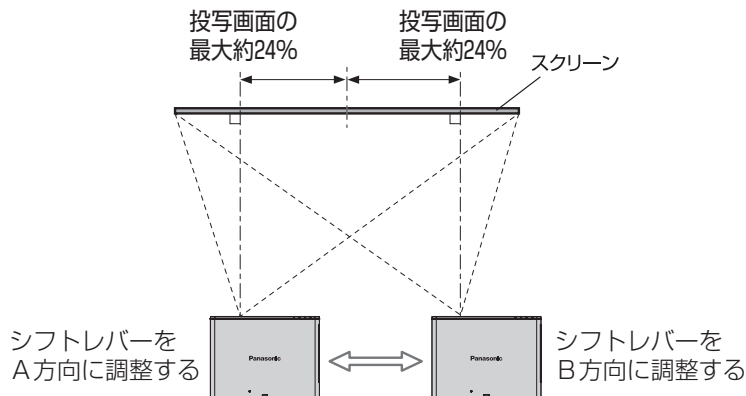 投写画面の
最大約24%
投写画面の
最大約24%
スクリーン
シフトレバーを
A方向に調整する
Panasonic
Panasonic
シフトレバーを
B方向に調整する